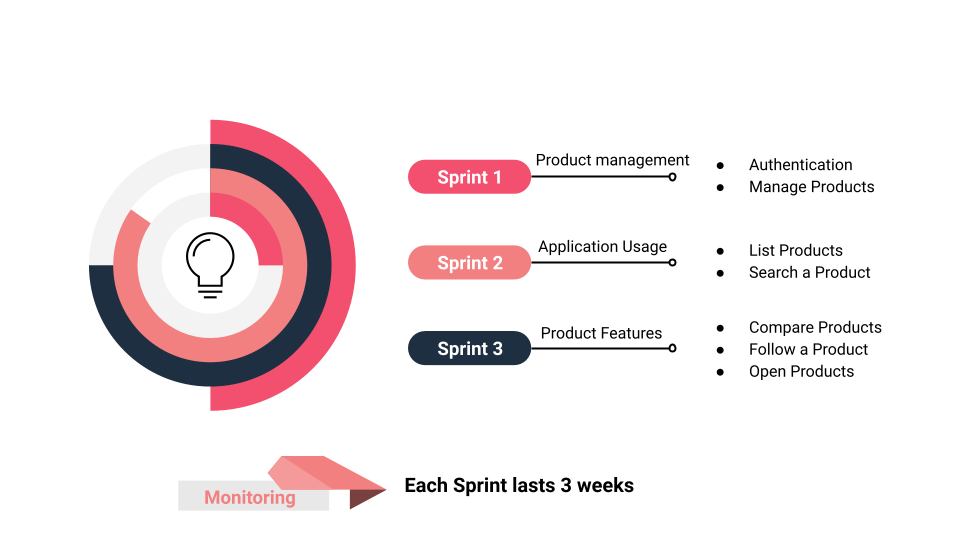 Product management
Sprint 1
● Authentication
● Manage Products
Application Usage
Sprint 2
● List Products
● Search a Product
Product Features
Sprint 3
● Compare Products
● Follow a Product
● Open Products
Monitoring
Each Sprint lasts 3 weeks